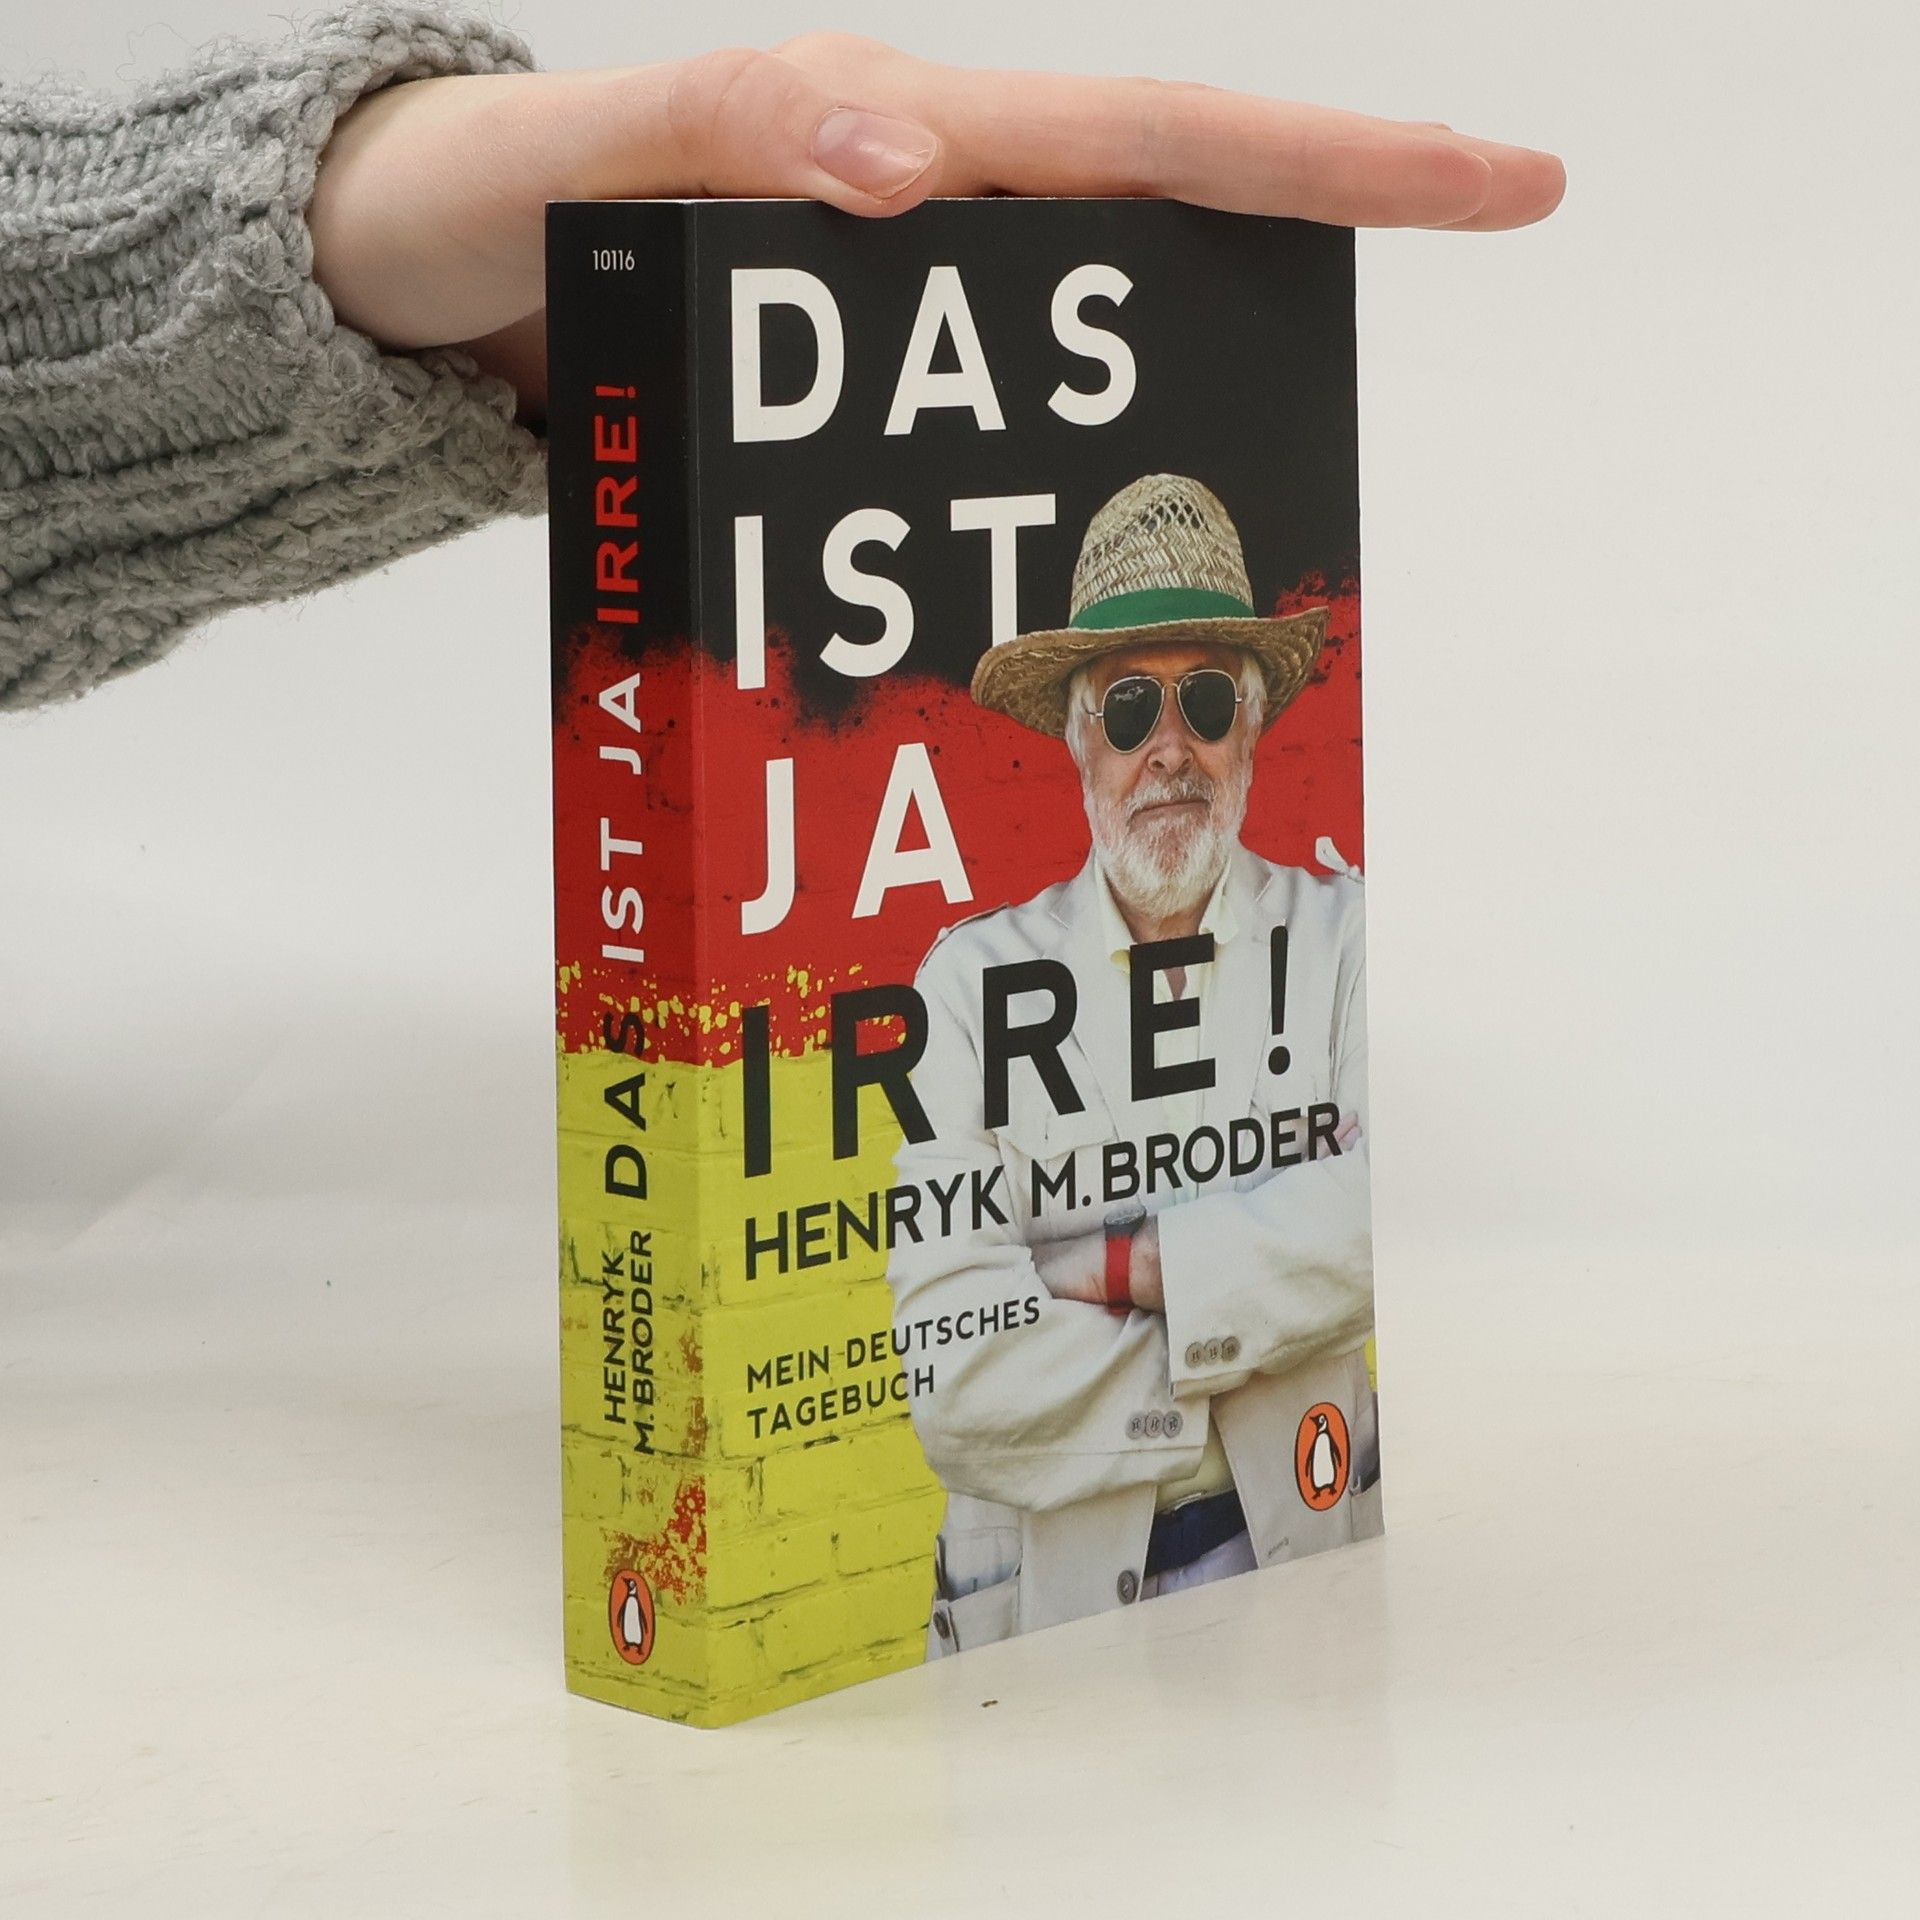 10116
DAS IST JA IRRE!
HENRYK
M.BRODER
DAS
IST
JA
IRRE!
HENRYK M. BRODER
MEIN DEUTSCHES
TAGEBUCH